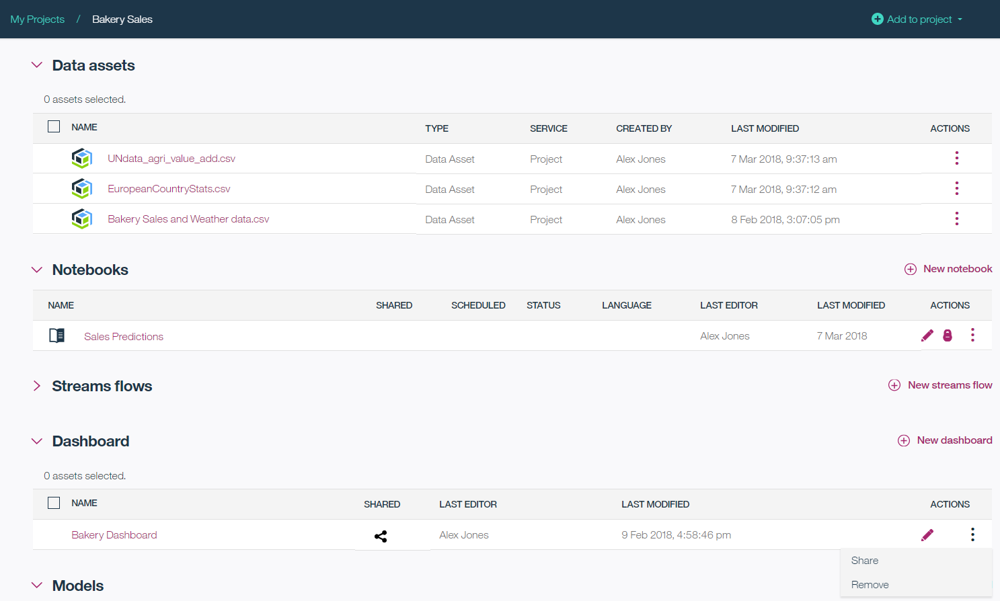 My Projects / Bakery Sales Add to project
Data assets
0 assets selected.
NAME TYPE SERVICE CREATED BY LAST MODIFIED ACTIONS
UNdata_agri_value_add.csv Data Asset Project Alex Jones 7 Mar 2018, 9:37:13 am
EuropeanCountryStats.csv Data Asset Project Alex Jones 7 Mar 2018, 9:37:12 am
Bakery Sales and Weather data.csv Data Asset Project Alex Jones 8 Feb 2018, 3:07:05 pm
Notebooks New notebook
NAME SHARED SCHEDULED STATUS LANGUAGE LAST EDITOR LAST MODIFIED ACTIONS
Sales Predictions Alex Jones 7 Mar 2018
Streams flows New streams flow
Dashboard New dashboard
0 assets selected.
NAME SHARED LAST EDITOR LAST MODIFIED ACTIONS
Bakery Dashboard Alex Jones 9 Feb 2018, 4:58:46 pm
Share
Remove
Models